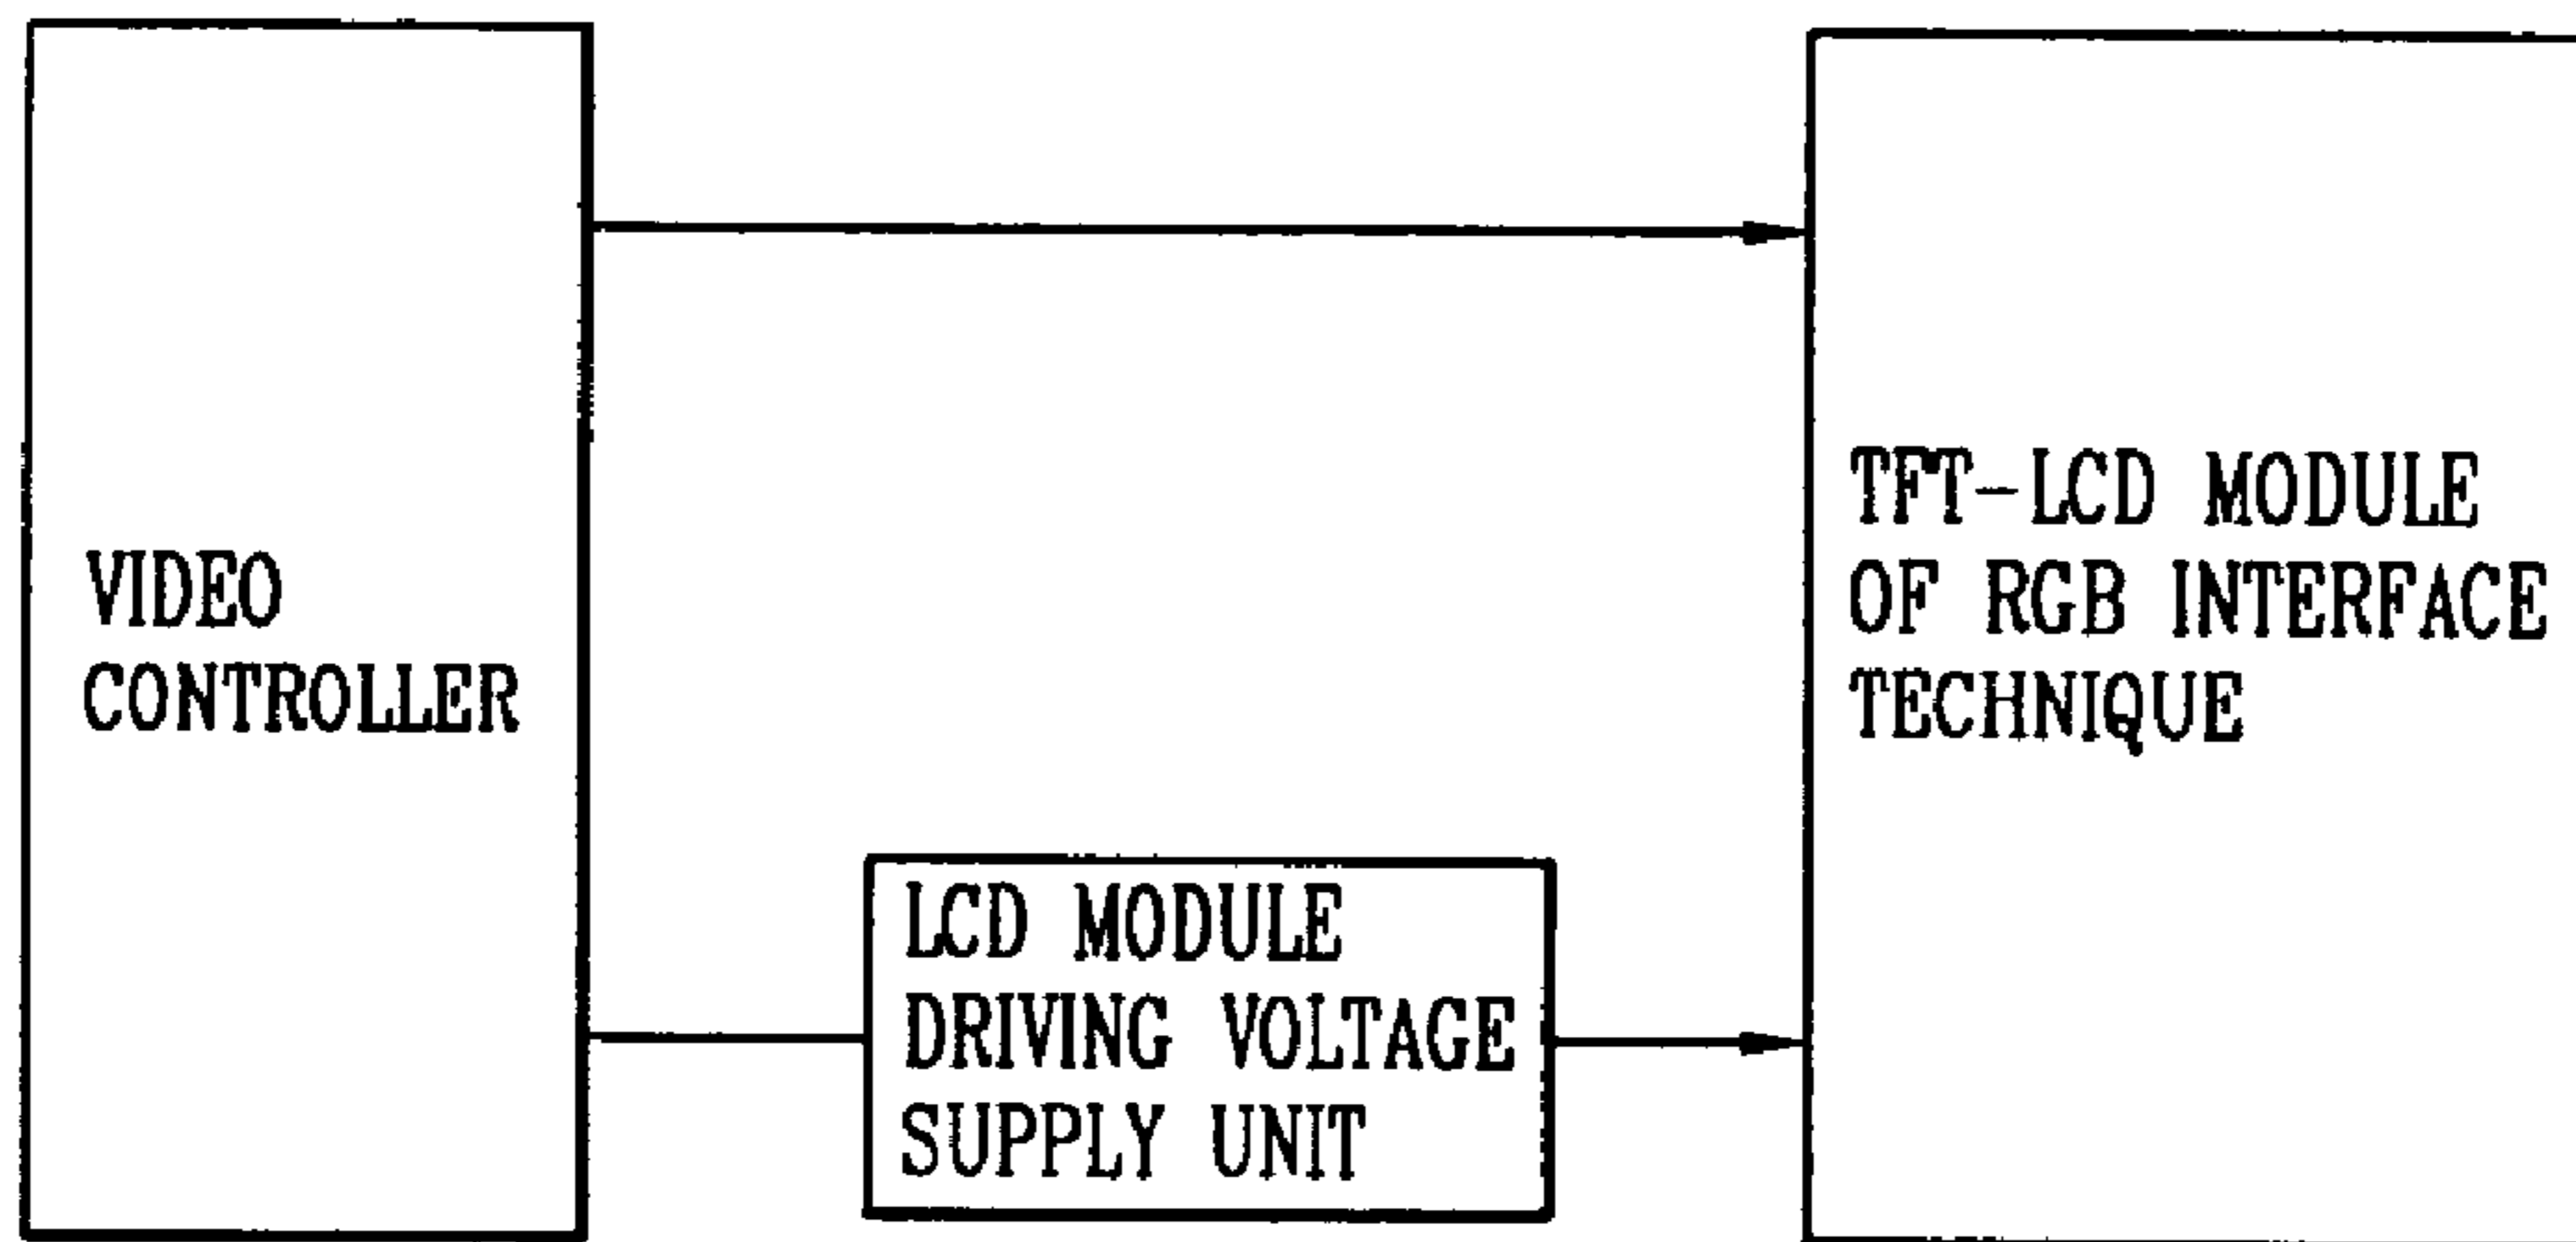 VIDEO
CONTROLLER
LCD MODULE
DRIVING VOLTAGE
SUPPLY UNIT
TFT-LCD MODULE
OF RGB INTERFACE
TECHNIQUE